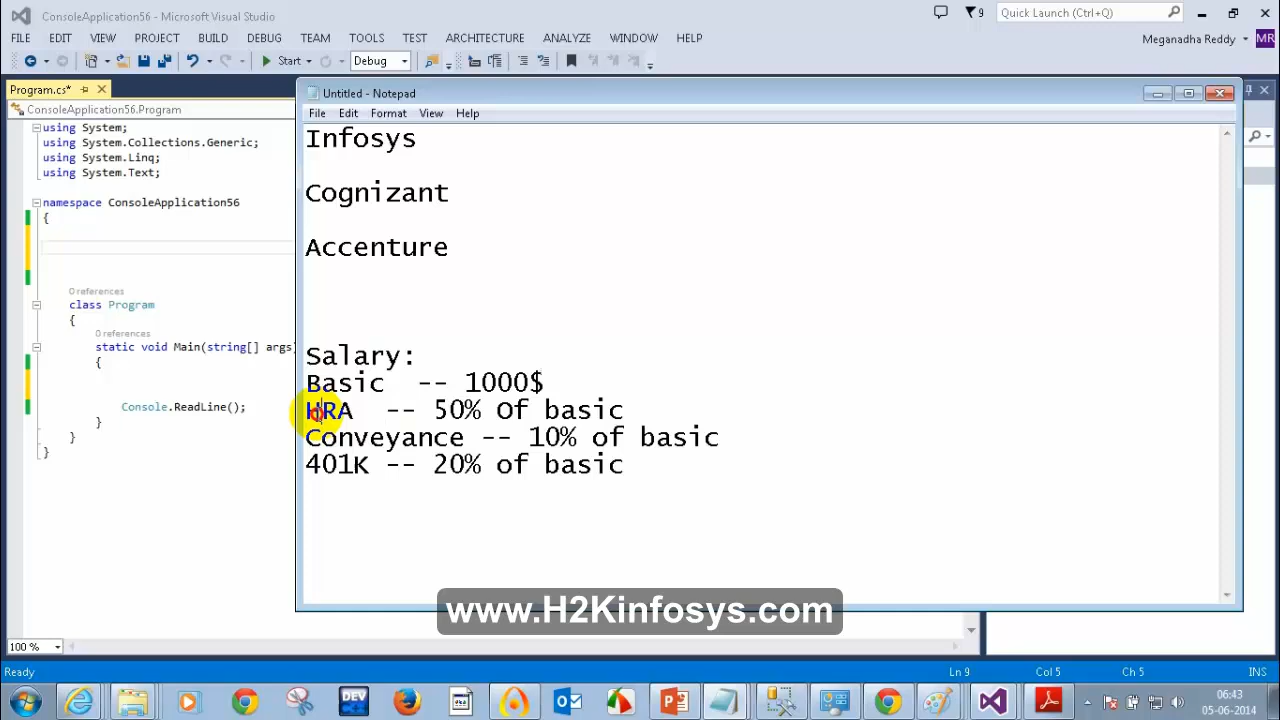 ConsoleApplication56 - Microsoft Visual Studio
9
Quick Launch (Ctrl+Q)
FILE EDIT VIEW PROJECT BUILD DEBUG TEAM TOOLS TEST ARCHITECTURE ANALYZE WINDOW HELP
Meganadha Reddy MR
Start Debug
Program.cs*
ConsoleApplication56.Program
using System;
using System.Collections.Generic;
using System.Linq;
using System.Text;
namespace ConsoleApplication56
{
0 references
class Program
{
0 references
static void Main(string[] args)
{
Console.ReadLine();
}
}
}
100 %
Untitled - Notepad
File Edit Format View Help
Infosys
Cognizant
Accenture
Salary:
Basic -- 1000$
HRA -- 50% Of basic
Conveyance -- 10% of basic
401K -- 20% of basic
www.H2Kinfosys.com
Ready Ln 9 Col 5 Ch 5 INS
DEV
06:43
05-06-2014